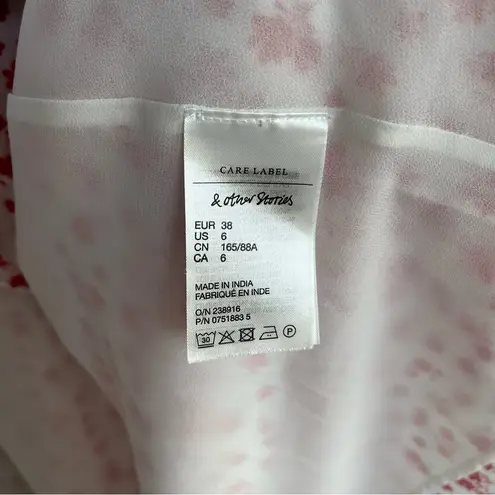 CARE LABEL
& other Stories
EUR 38
US 6
CN 165/88A
CA 6
MADE IN INDIA
FABRIQUÉ EN INDE
O/N 238916
P/N 0751883 5
30 P